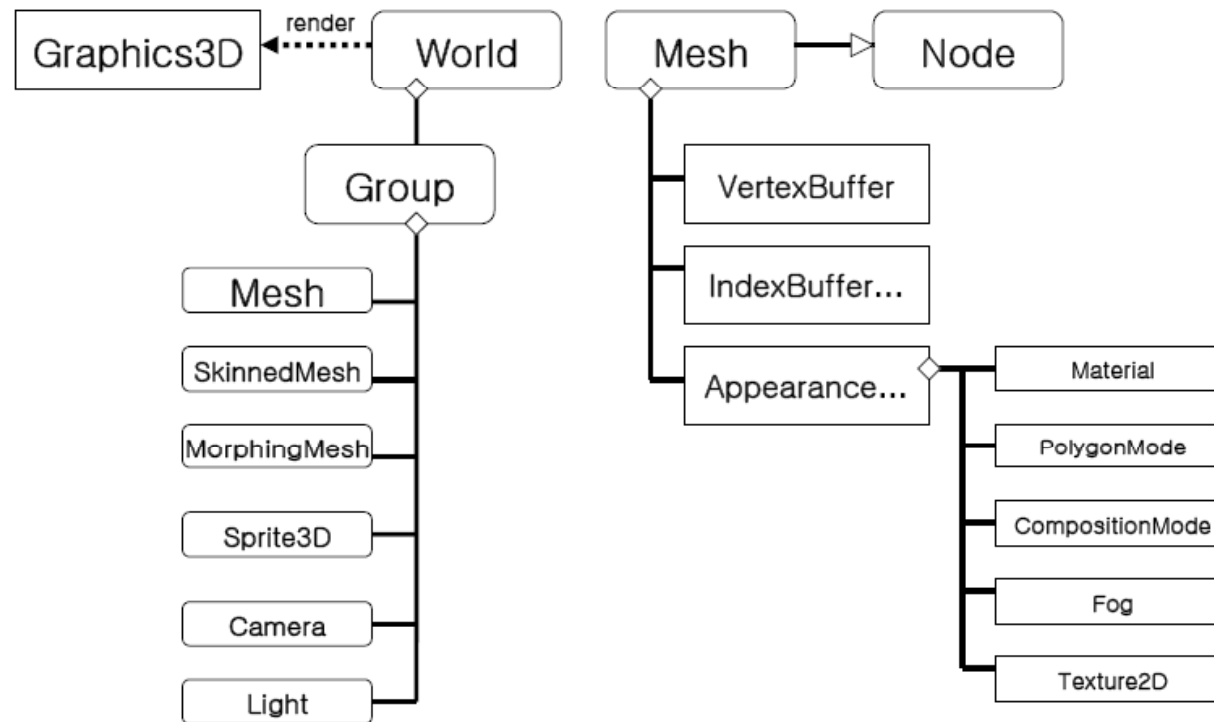 render
Graphics3D
World
Mesh
Node
Group
VertexBuffer
IndexBuffer...
Appearance...
Mesh
SkinnedMesh
MorphingMesh
Sprite3D
Camera
Light
Material
PolygonMode
CompositionMode
Fog
Texture2D